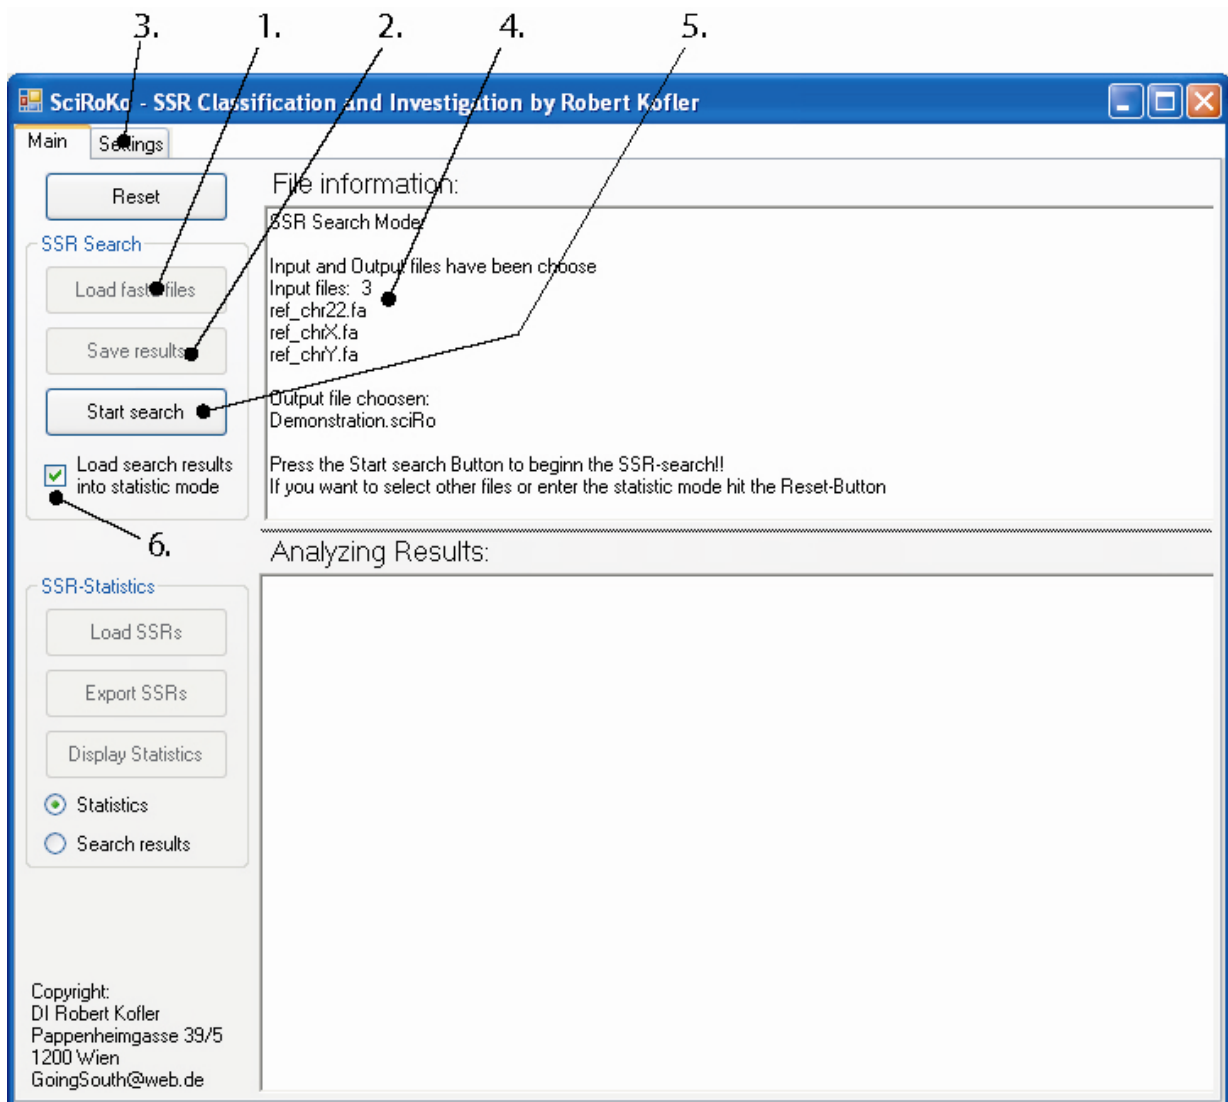 3. 1. 2. 4. 5.
SciRoKo - SSR Classification and Investigation by Robert Kofler
Main Settings
Reset
SSR Search
Load fasta files
Save results
Start search
Load search results
into statistic mode
6.
File information:
SSR Search Mode:
Input and Output files have been choose
Input files: 3
ref_chr22.fa
ref_chrX.fa
ref_chrY.fa
Output file choosen:
Demonstration.sciRo
Press the Start search Button to beginn the SSR-search!!
If you want to select other files or enter the statistic mode hit the Reset-Button
Analyzing Results:
SSR-Statistics
Load SSRs
Export SSRs
Display Statistics
Statistics
Search results
Copyright:
DI Robert Kofler
Pappenheimgasse 39/5
1200 Wien
GoingSouth@web.de